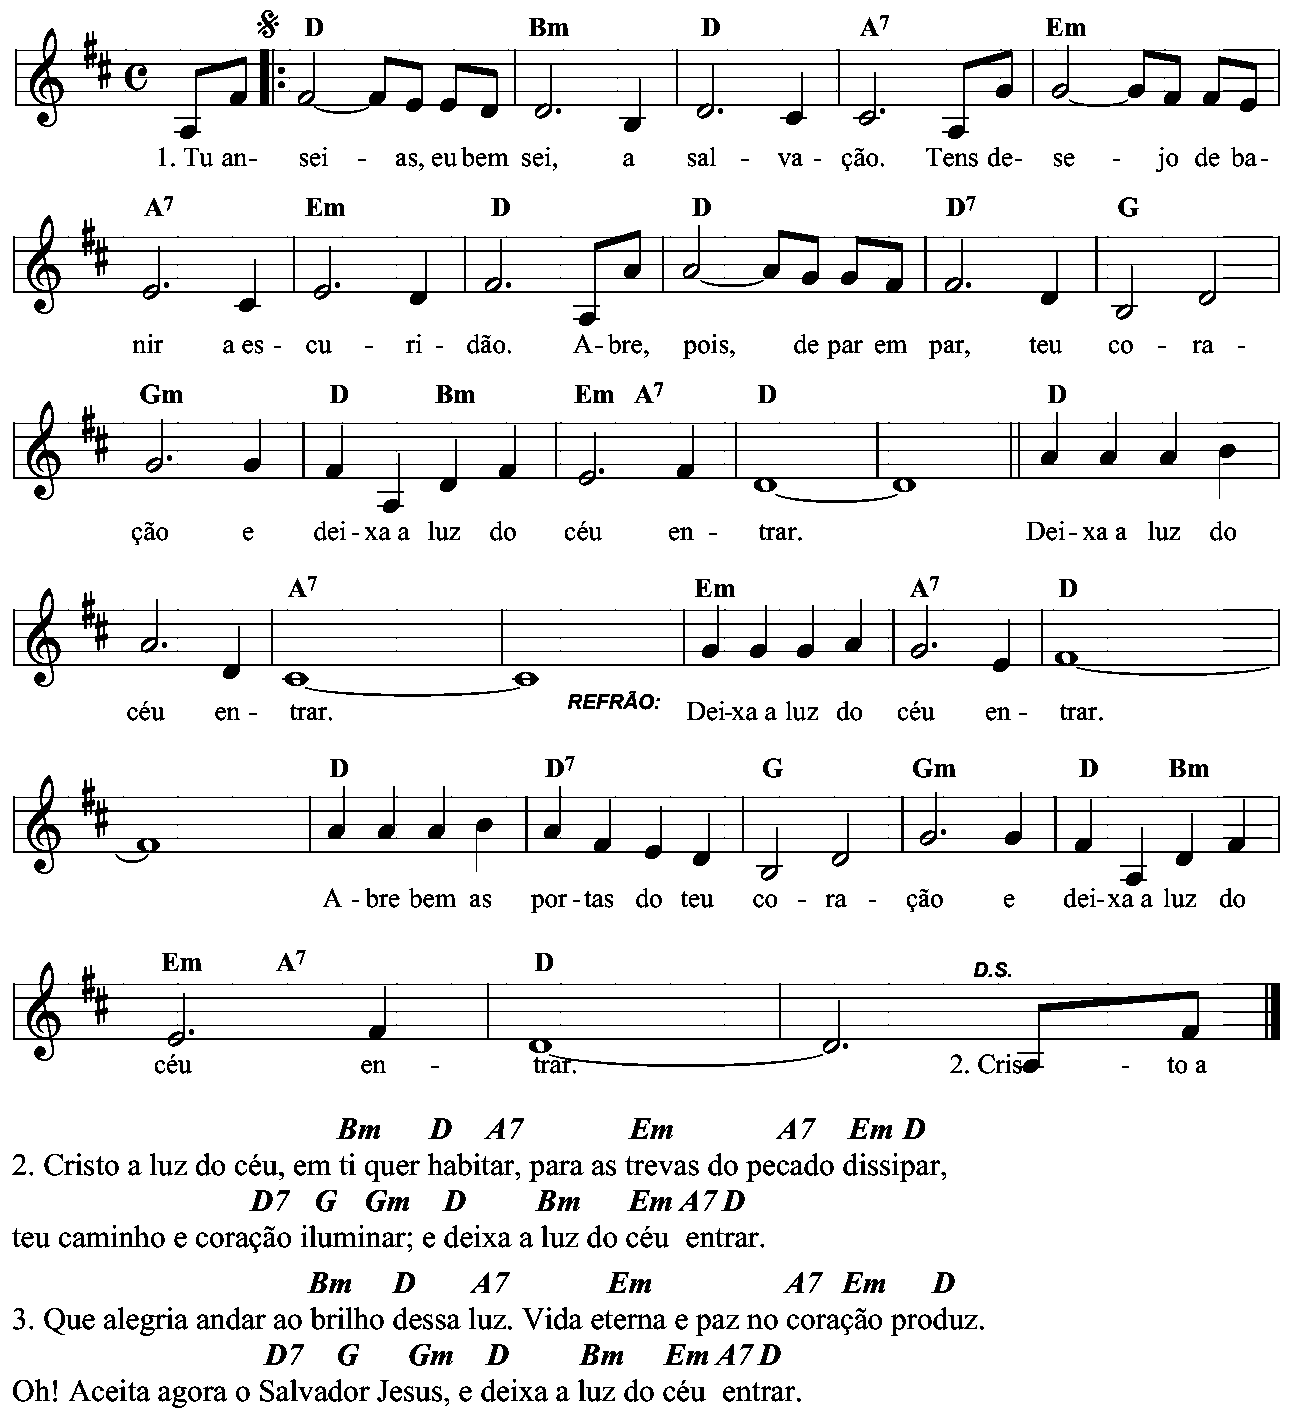 D Bm D A7 Em
1. Tu an- sei - as, eu bem sei, a sal - va - ção. Tens de- se - jo de ba-
A7 Em D D D7 G
nir a es - cu - ri - dão. A-bre, pois, de par em par, teu co - ra -
Gm D Bm Em A7 D D
ção e dei-xa a luz do céu en - trar. Dei-xa a luz do
A7 Em A7 D
céu en - trar. REFRÃO: Dei-xa a luz do céu en - trar.
D D7 G Gm D Bm
A-bre bem as por-tas do teu co - ra - ção e dei-xa a luz do
Em A7 D D.S.
céu en - trar. 2. Cris - to a
Bm D A7 Em A7 Em D
2. Cristo a luz do céu, em ti quer habitar, para as trevas do pecado dissipar,
D7 G Gm D Bm Em A7 D
teu caminho e coração iluminar; e deixa a luz do céu entrar.
Bm D A7 Em A7 Em D
3. Que alegria andar ao brilho dessa luz. Vida eterna e paz no coração produz.
D7 G Gm D Bm Em A7 D
Oh! Aceita agora o Salvador Jesus, e deixa a luz do céu entrar.